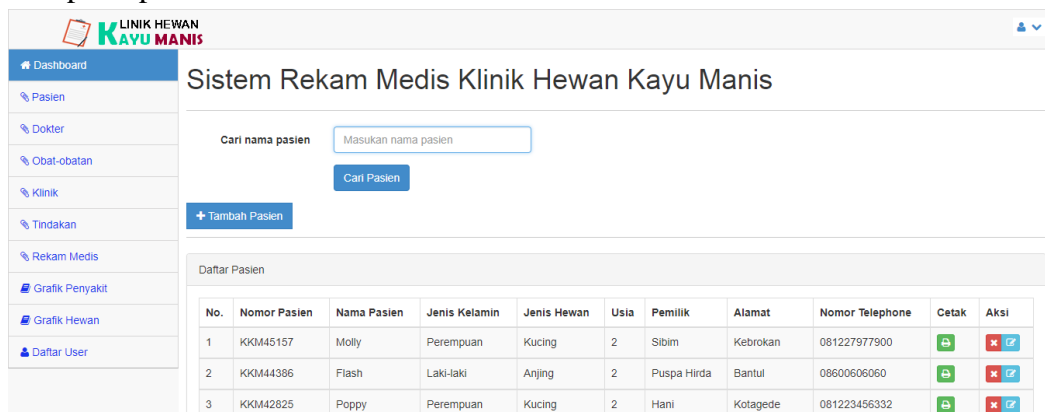 KLINIK HEWAN
KAYU MANIS
Dashboard
Pasien
Dokter
Obat-obatan
Klinik
Tindakan
Rekam Medis
Grafik Penyakit
Grafik Hewan
Daftar User
Sistem Rekam Medis Klinik Hewan Kayu Manis
Cari nama pasien Masukan nama pasien
Cari Pasien
+ Tambah Pasien
Daftar Pasien
No. Nomor Pasien Nama Pasien Jenis Kelamin Jenis Hewan Usia Pemilik Alamat Nomor Telephone Cetak Aksi
1 KKM45157 Molly Perempuan Kucing 2 Sibim Kebrokan 081227977900
2 KKM44386 Flash Laki-laki Anjing 2 Puspa Hirda Bantul 08600606060
3 KKM42825 Poppy Perempuan Kucing 2 Hani Kotagede 081223456332